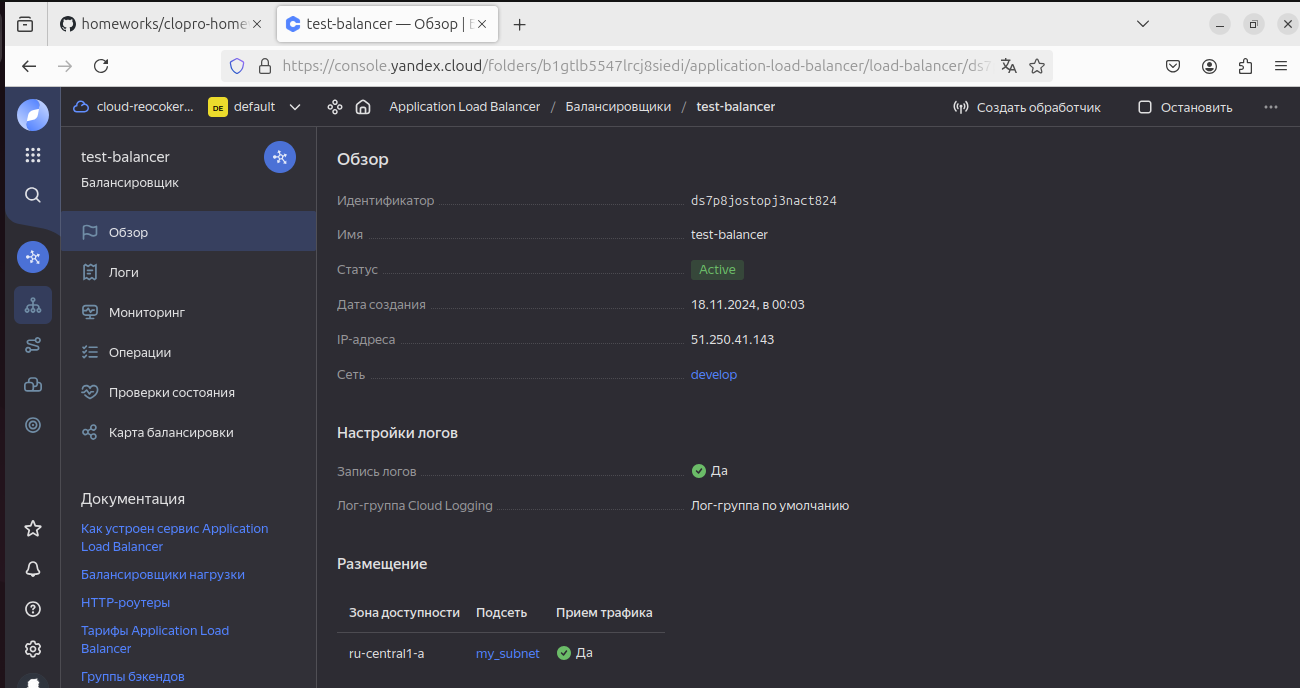 homeworks/clopro-home
test-balancer — Обзор |
https://console.yandex.cloud/folders/b1gtlb5547lrcj8siedi/application-load-balancer/load-balancer/ds7
cloud-reocoker... DE default Application Load Balancer / Балансировщики / test-balancer Создать обработчик Остановить
test-balancer
Балансировщик
Обзор
Логи
Мониторинг
Операции
Проверки состояния
Карта балансировки
Документация
Как устроен сервис Application
Load Balancer
Балансировщики нагрузки
HTTP-роутеры
Тарифы Application Load
Balancer
Группы бэкендов
Обзор
Идентификатор ds7p8jostopj3nact824
Имя test-balancer
Статус Active
Дата создания 18.11.2024, в 00:03
IP-адреса 51.250.41.143
Сеть develop
Настройки логов
Запись логов Да
Лог-группа Cloud Logging Лог-группа по умолчанию
Размещение
Зона доступности Подсеть Прием трафика
ru-central1-a my_subnet Да